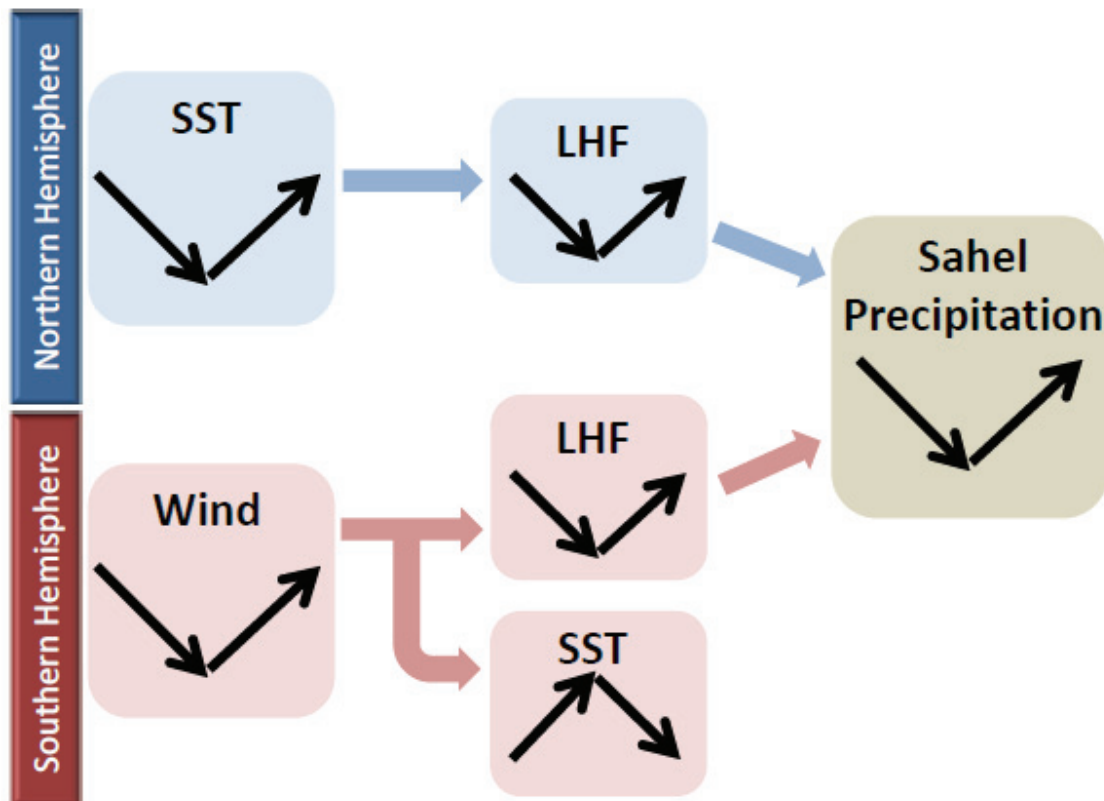 Northern Hemisphere
SST
LHF
Sahel
Precipitation
Southern Hemisphere
Wind
LHF
SST